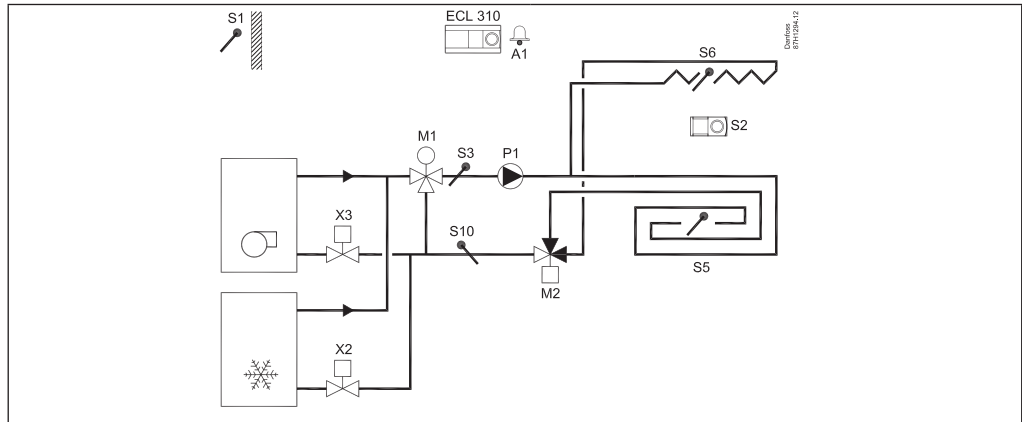 S1
ECL 310
A1
Danfoss
87H1294.12
S6
S2
M1
S3
P1
X3
S10
S5
M2
X2